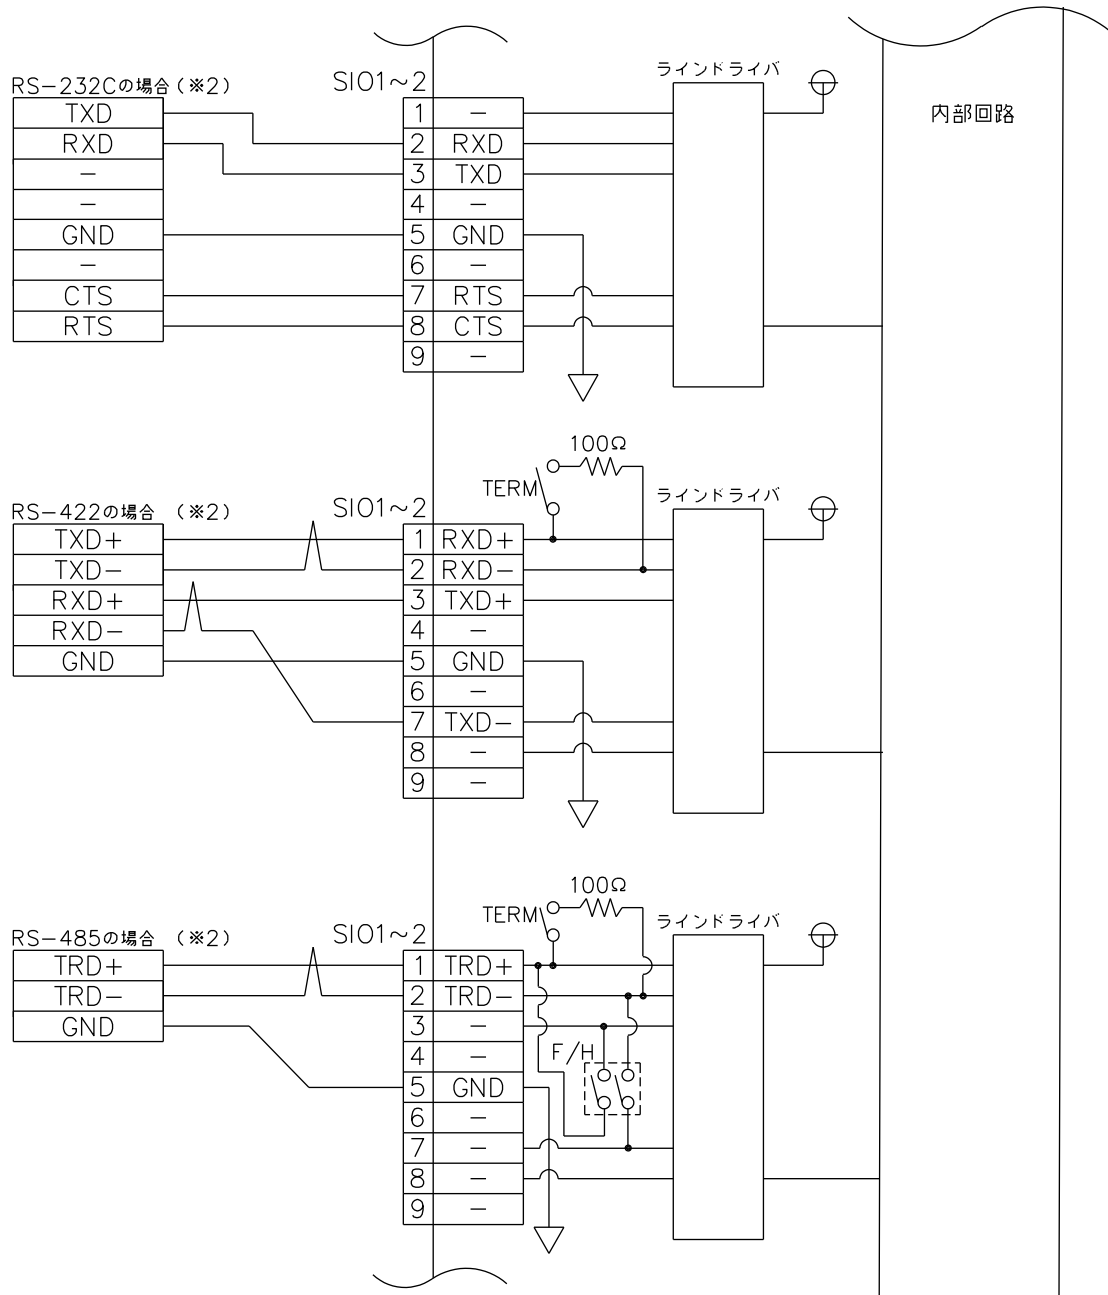 内部回路
RS-232Cの場合(※2)
SIO1~2
ラインドライバ
TXD 1 -
RXD 2 RXD
- 3 TXD
- 4 -
GND 5 GND
- 6 -
CTS 7 RTS
RTS 8 CTS
9 -
100Ω
TERM
RS-422の場合 (※2)
SIO1~2
ラインドライバ
TXD+ 1 RXD+
TXD- 2 RXD-
RXD+ 3 TXD+
RXD- 4 -
GND 5 GND
6 -
7 TXD-
8 -
9 -
100Ω
TERM
RS-485の場合 (※2)
SIO1~2
ラインドライバ
TRD+ 1 TRD+
TRD- 2 TRD-
GND 3 -
F/H
4 -
5 GND
6 -
7 -
8 -
9 -